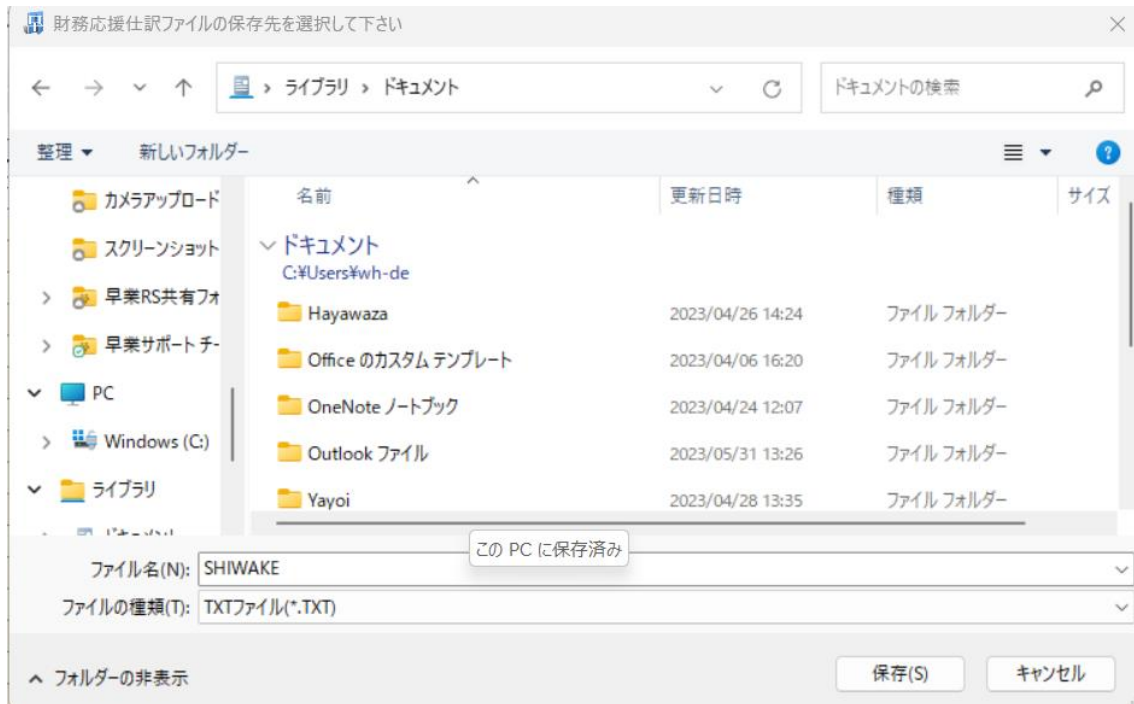 財務応援仕訳ファイルの保存先を選択して下さい
ライブラリ › ドキュメント
ドキュメントの検索
整理
新しいフォルダー
名前
更新日時
種類
サイズ
カメラアップロード
スクリーンショット
早業RS共有フォ
早業サポート チー
PC
Windows (C:)
ライブラリ
ドキュメント
C:¥Users¥wh-de
Hayawaza 2023/04/26 14:24 ファイル フォルダー
Office のカスタム テンプレート 2023/04/06 16:20 ファイル フォルダー
OneNote ノートブック 2023/04/24 12:07 ファイル フォルダー
Outlook ファイル 2023/05/31 13:26 ファイル フォルダー
Yayoi 2023/04/28 13:35 ファイル フォルダー
この PC に保存済み
ファイル名(N): SHIWAKE
ファイルの種類(T): TXTファイル(*.TXT)
フォルダーの非表示
保存(S)
キャンセル